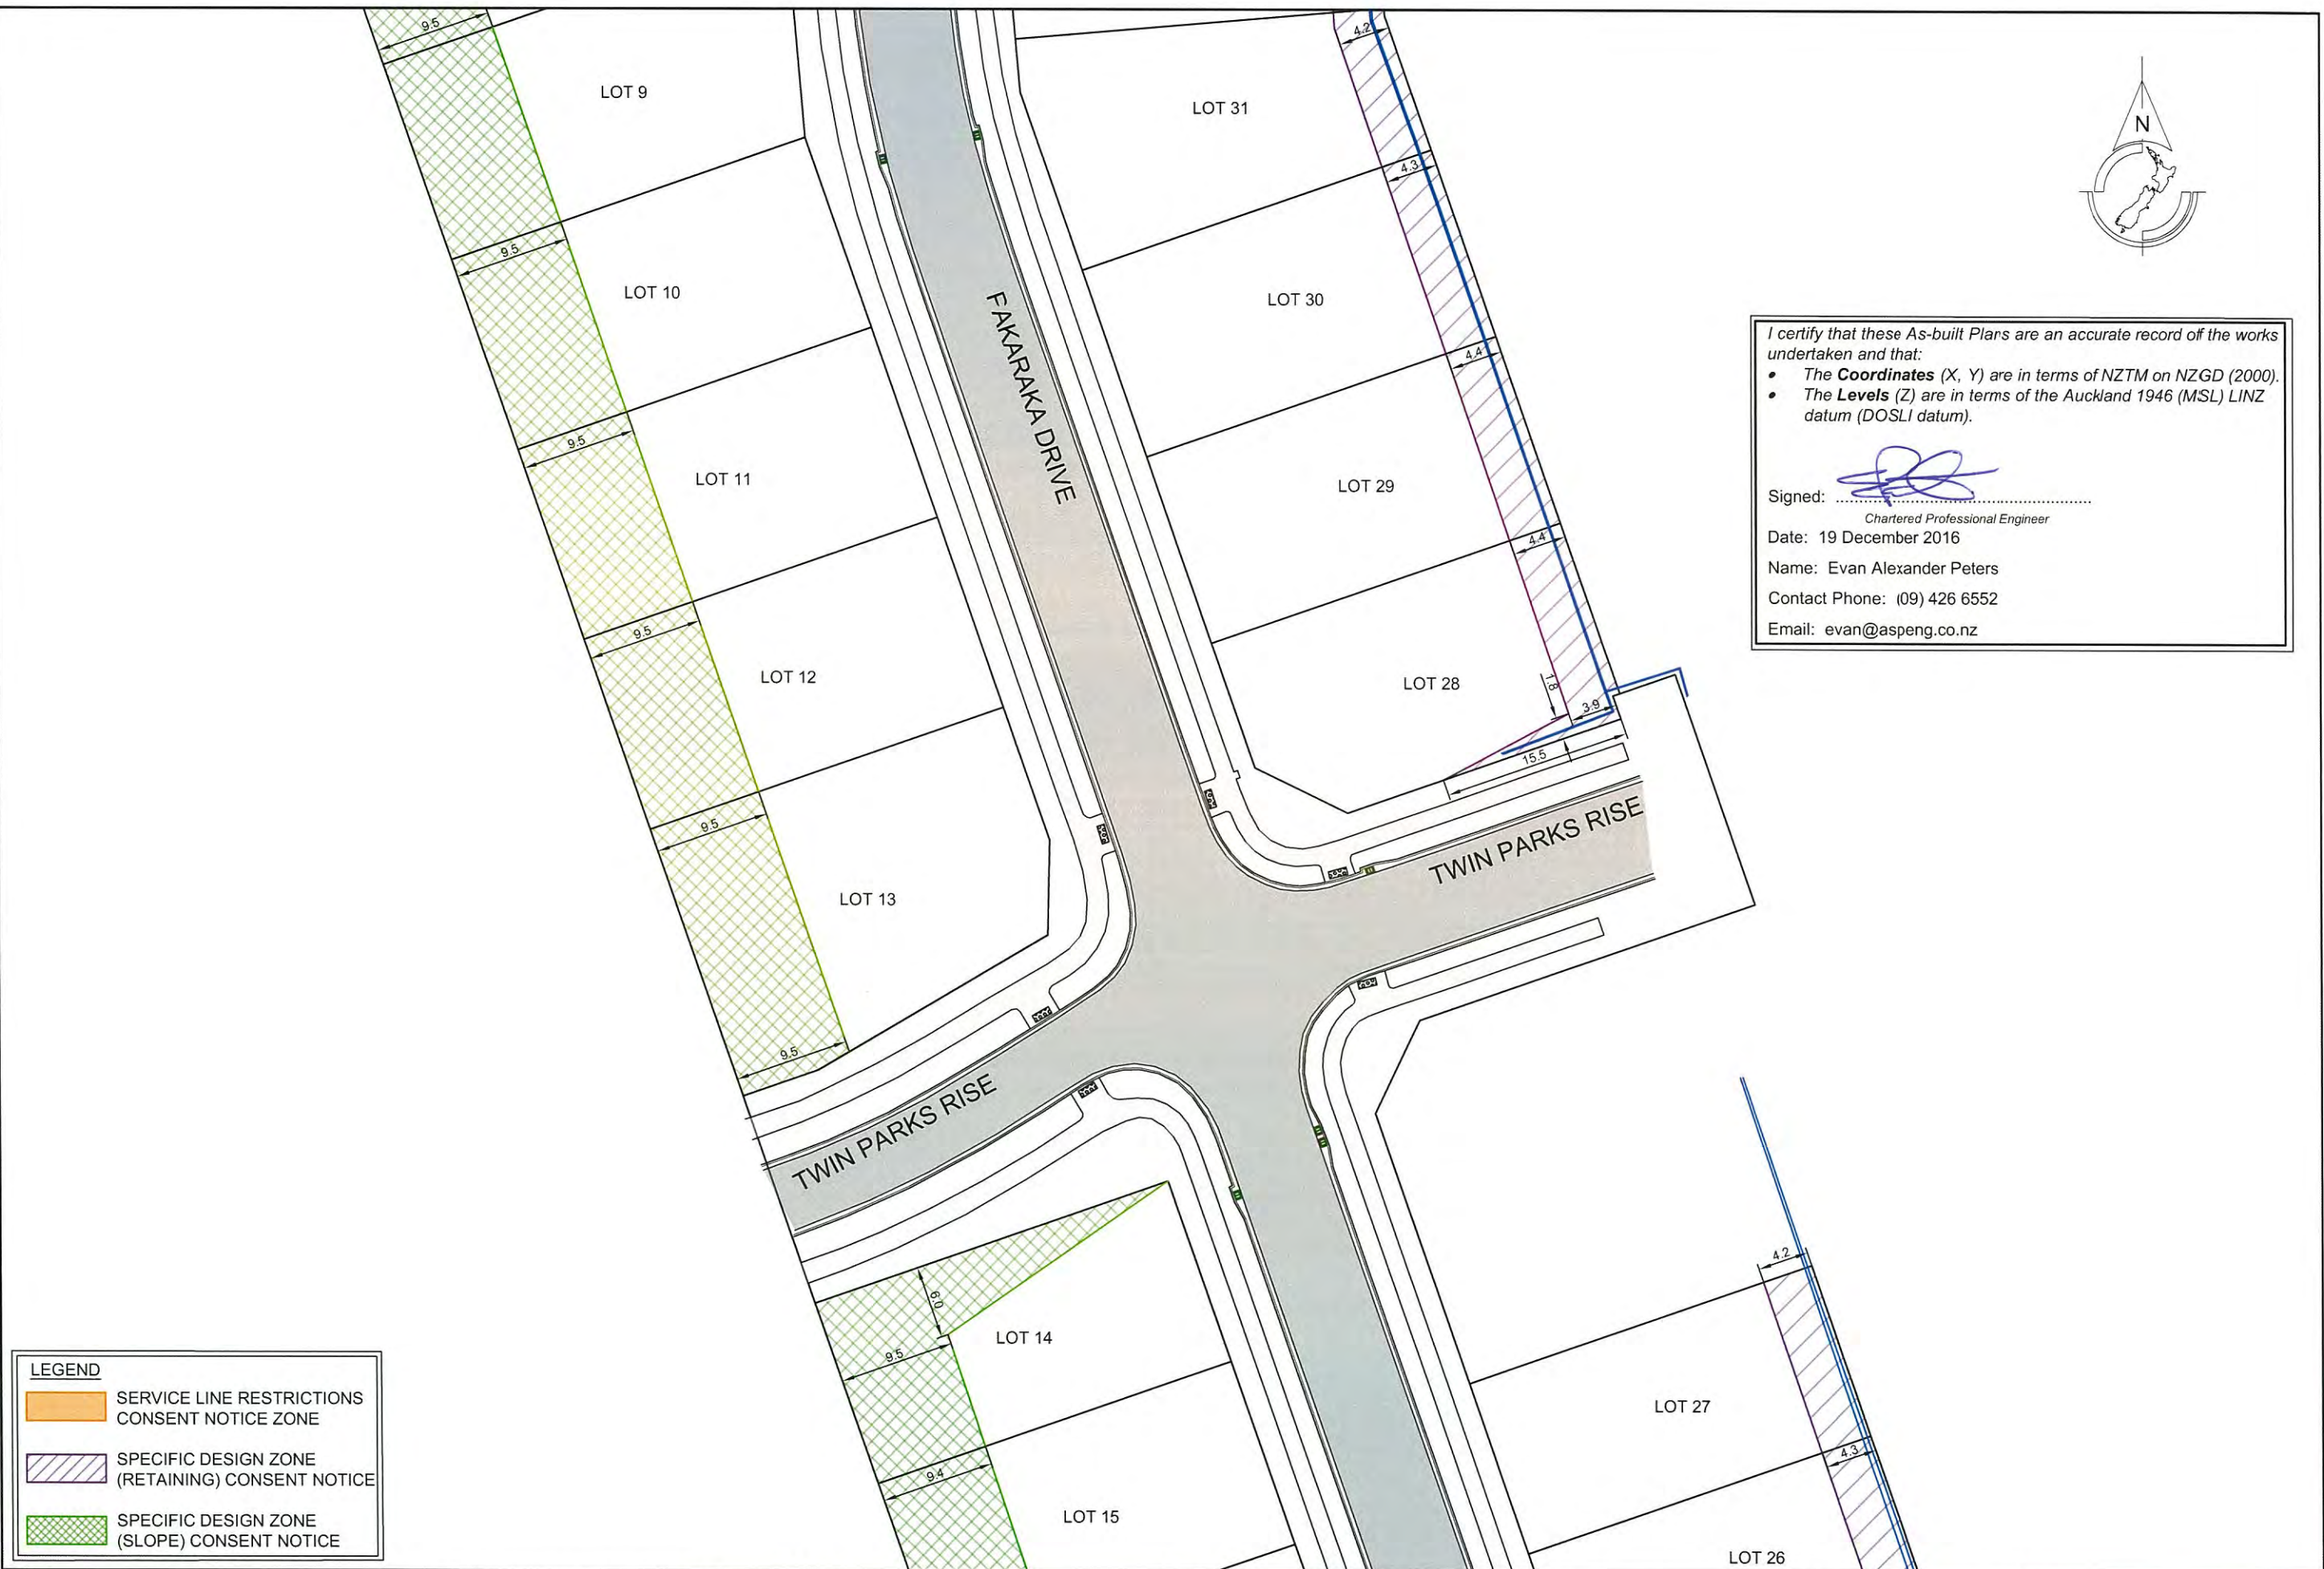 9.5
LOT 9
LOT 31
4.2
N
4.3
9.5
LOT 10
LOT 30
FAKARAKA DRIVE
4.4
9.5
LOT 11
LOT 29
4.4
9.5
LOT 12
LOT 28
1.8
3.9
15.5
9.5
LOT 13
TWIN PARKS RISE
9.5
TWIN PARKS RISE
6.0
LOT 14
9.5
4.2
LOT 27
4.3
9.4
LOT 15
LOT 26
I certify that these As-built Plans are an accurate record off the works
undertaken and that:
• The Coordinates (X, Y) are in terms of NZTM on NZGD (2000).
• The Levels (Z) are in terms of the Auckland 1946 (MSL) LINZ
datum (DOSLI datum).
Signed:
Chartered Professional Engineer
Date: 19 December 2016
Name: Evan Alexander Peters
Contact Phone: (09) 426 6552
Email: evan@aspeng.co.nz
LEGEND
SERVICE LINE RESTRICTIONS
CONSENT NOTICE ZONE
SPECIFIC DESIGN ZONE
(RETAINING) CONSENT NOTICE
SPECIFIC DESIGN ZONE
(SLOPE) CONSENT NOTICE